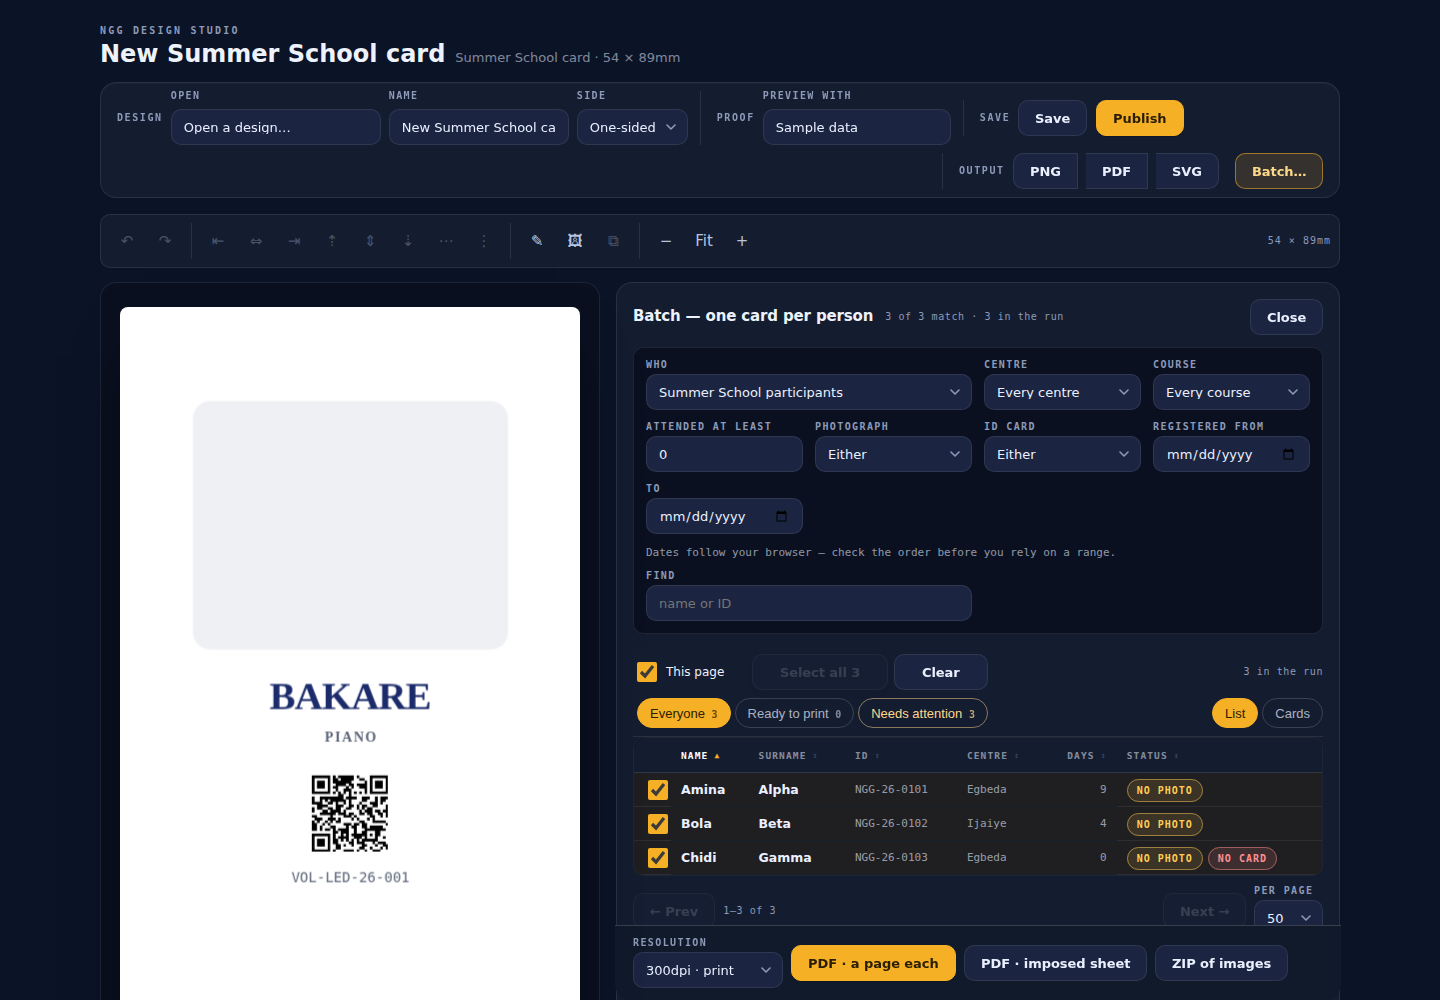 NGG DESIGN STUDIO
New Summer School card Summer School card · 54 × 89mm
DESIGN
OPEN
Open a design…
NAME
New Summer School ca
SIDE
One-sided
PROOF
PREVIEW WITH
Sample data
SAVE Save Publish
OUTPUT PNG PDF SVG Batch…
− Fit +
54 × 89mm
BAKARE
PIANO
VOL-LED-26-001
Batch — one card per person 3 of 3 match · 3 in the run Close
WHO CENTRE COURSE
Summer School participants Every centre Every course
ATTENDED AT LEAST PHOTOGRAPH ID CARD REGISTERED FROM
0 Either Either mm/dd/yyyy
TO
mm/dd/yyyy
Dates follow your browser — check the order before you rely on a range.
FIND
name or ID
This page Select all 3 Clear 3 in the run
Everyone 3 Ready to print 0 Needs attention 3 List Cards
NAME ▲ SURNAME ↕ ID ↕ CENTRE ↕ DAYS ↕ STATUS ↕
Amina Alpha NGG-26-0101 Egbeda 9 NO PHOTO
Bola Beta NGG-26-0102 Ijaiye 4 NO PHOTO
Chidi Gamma NGG-26-0103 Egbeda 0 NO PHOTO NO CARD
PER PAGE
← Prev 1–3 of 3 Next → 50
RESOLUTION
300dpi · print PDF · a page each PDF · imposed sheet ZIP of images